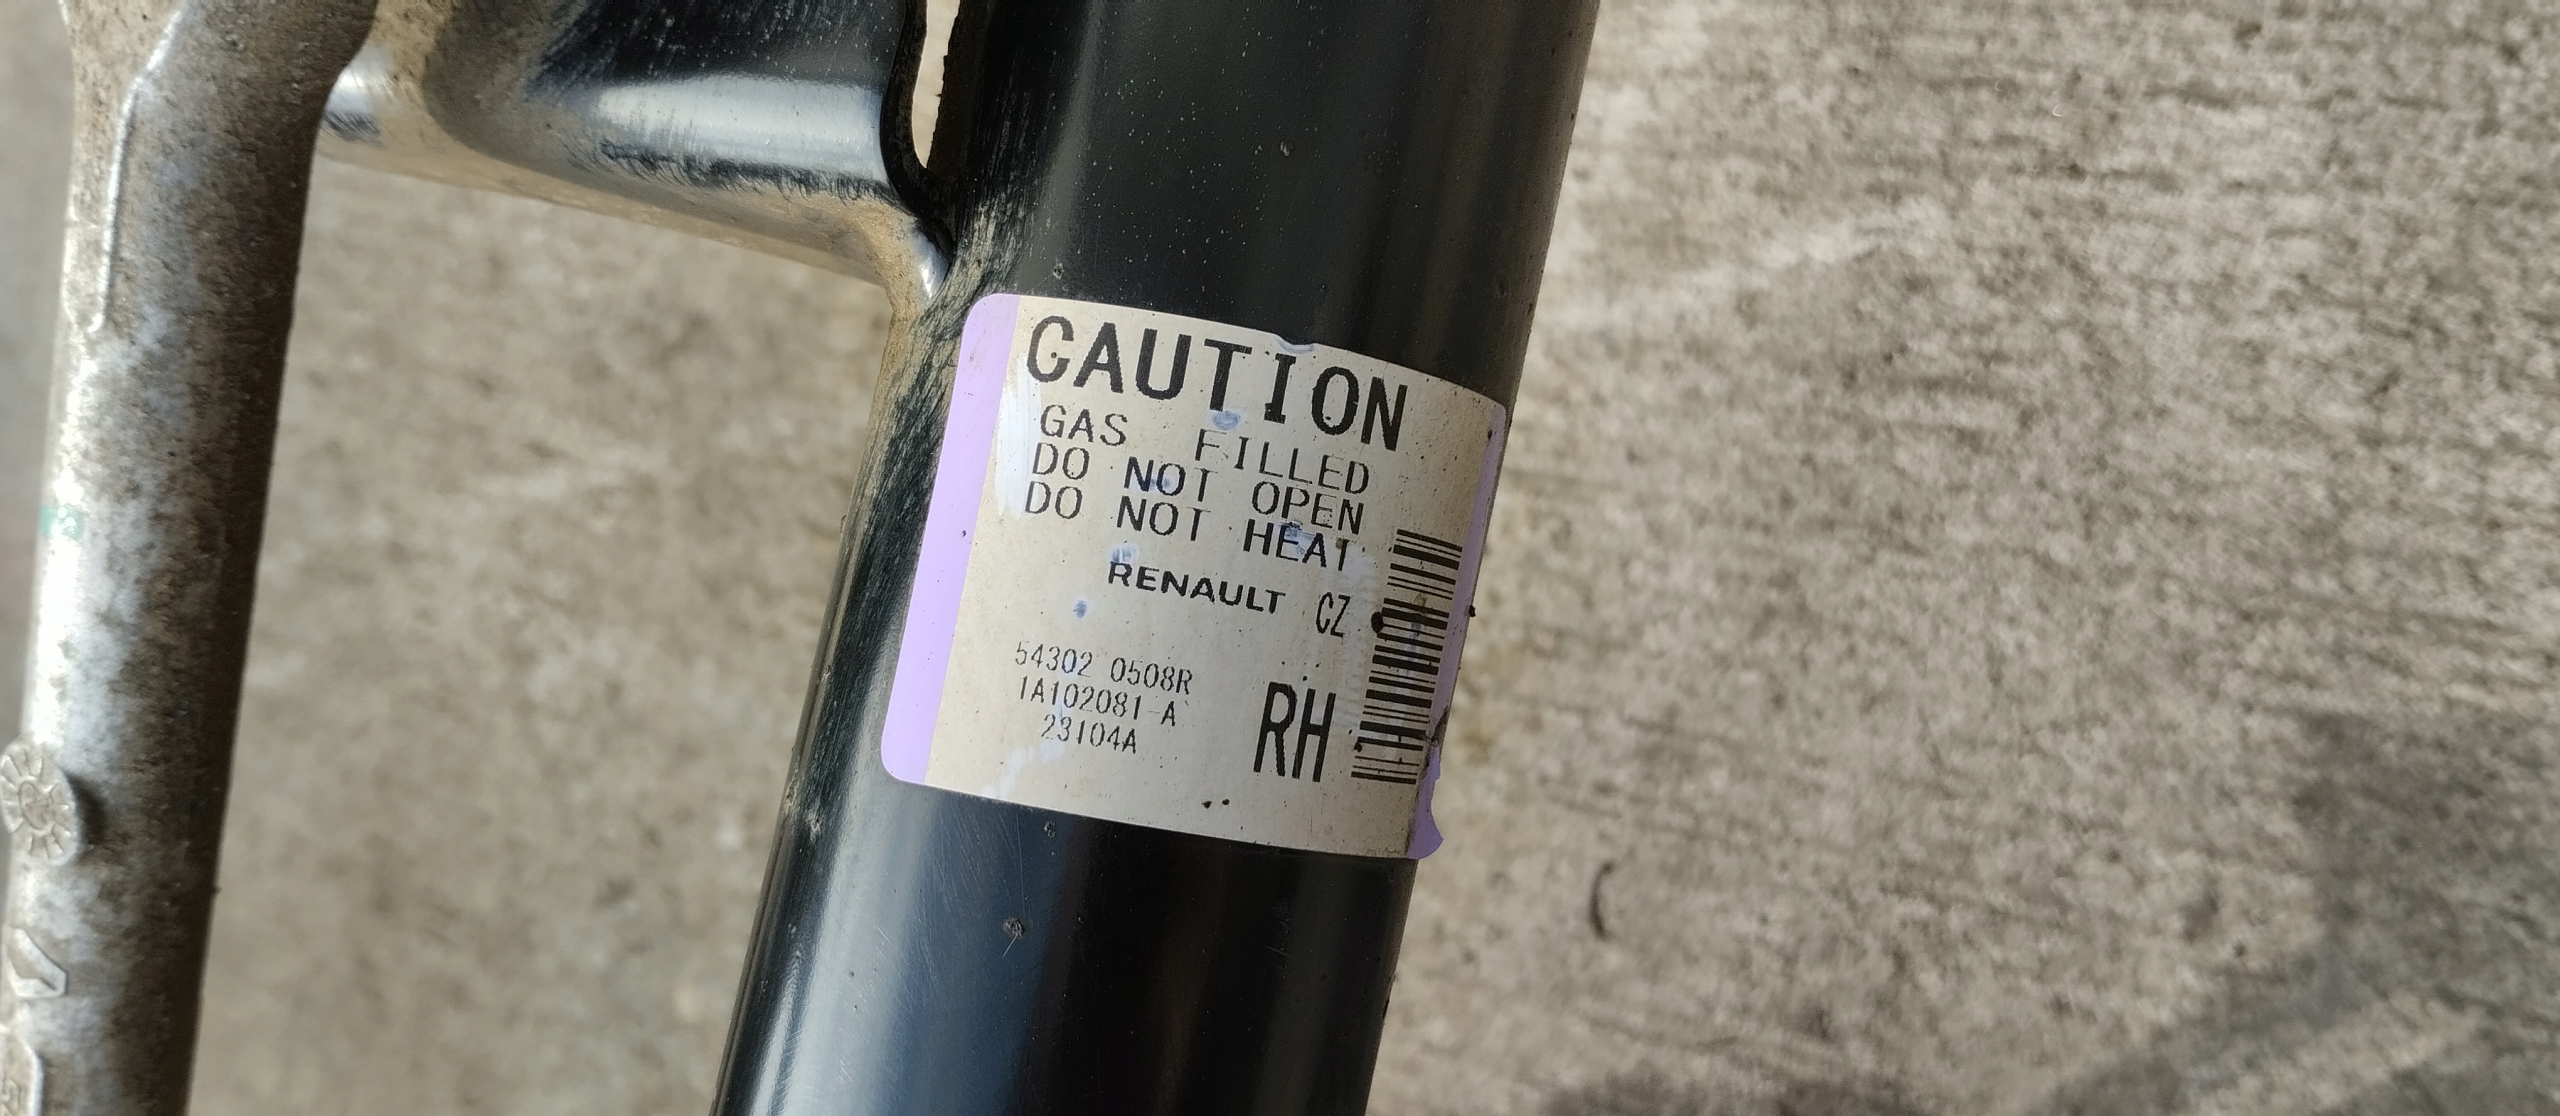 CAUTION
GAS FILLED
DO NOT OPEN
DO NOT HEAT
RENAULT CZ
54302 0508R
1A102081-A
23104A
RH